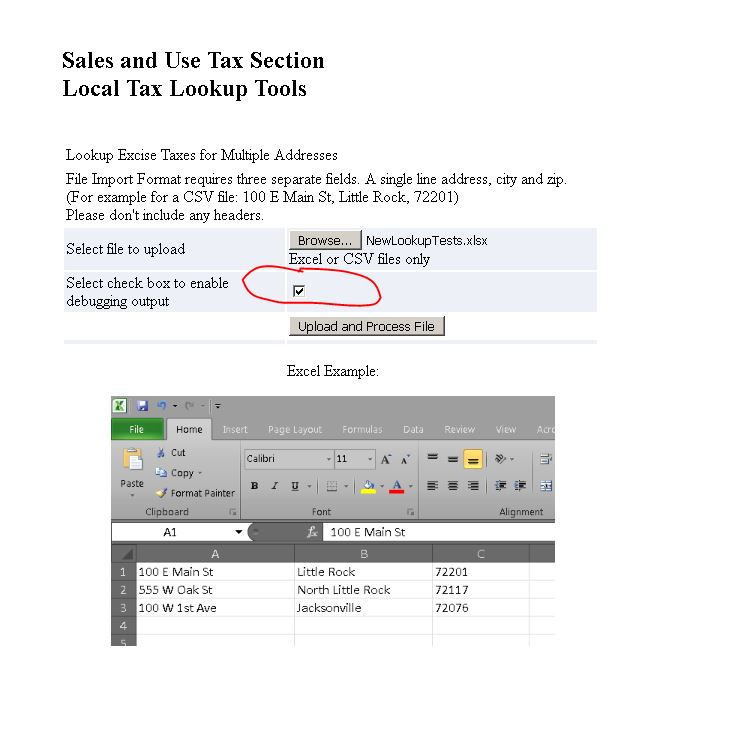 Sales and Use Tax Section
Local Tax Lookup Tools
Lookup Excise Taxes for Multiple Addresses
File Import Format requires three separate fields. A single line address, city and zip.
(For example for a CSV file: 100 E Main St, Little Rock, 72201)
Please don't include any headers.
Select file to upload
Browse... NewLookupTests.xlsx
Excel or CSV files only
Select check box to enable
debugging output
Upload and Process File
Excel Example:
File Home Insert Page Layout Formulas Data Review View Acro
Cut
Copy
Paste
Format Painter
Calibri 11 A A
B I U A
Clipboard Font Alignment
A1 fx 100 E Main St
A B C
1 100 E Main St Little Rock 72201
2 555 W Oak St North Little Rock 72117
3 100 W 1st Ave Jacksonville 72076
4
5